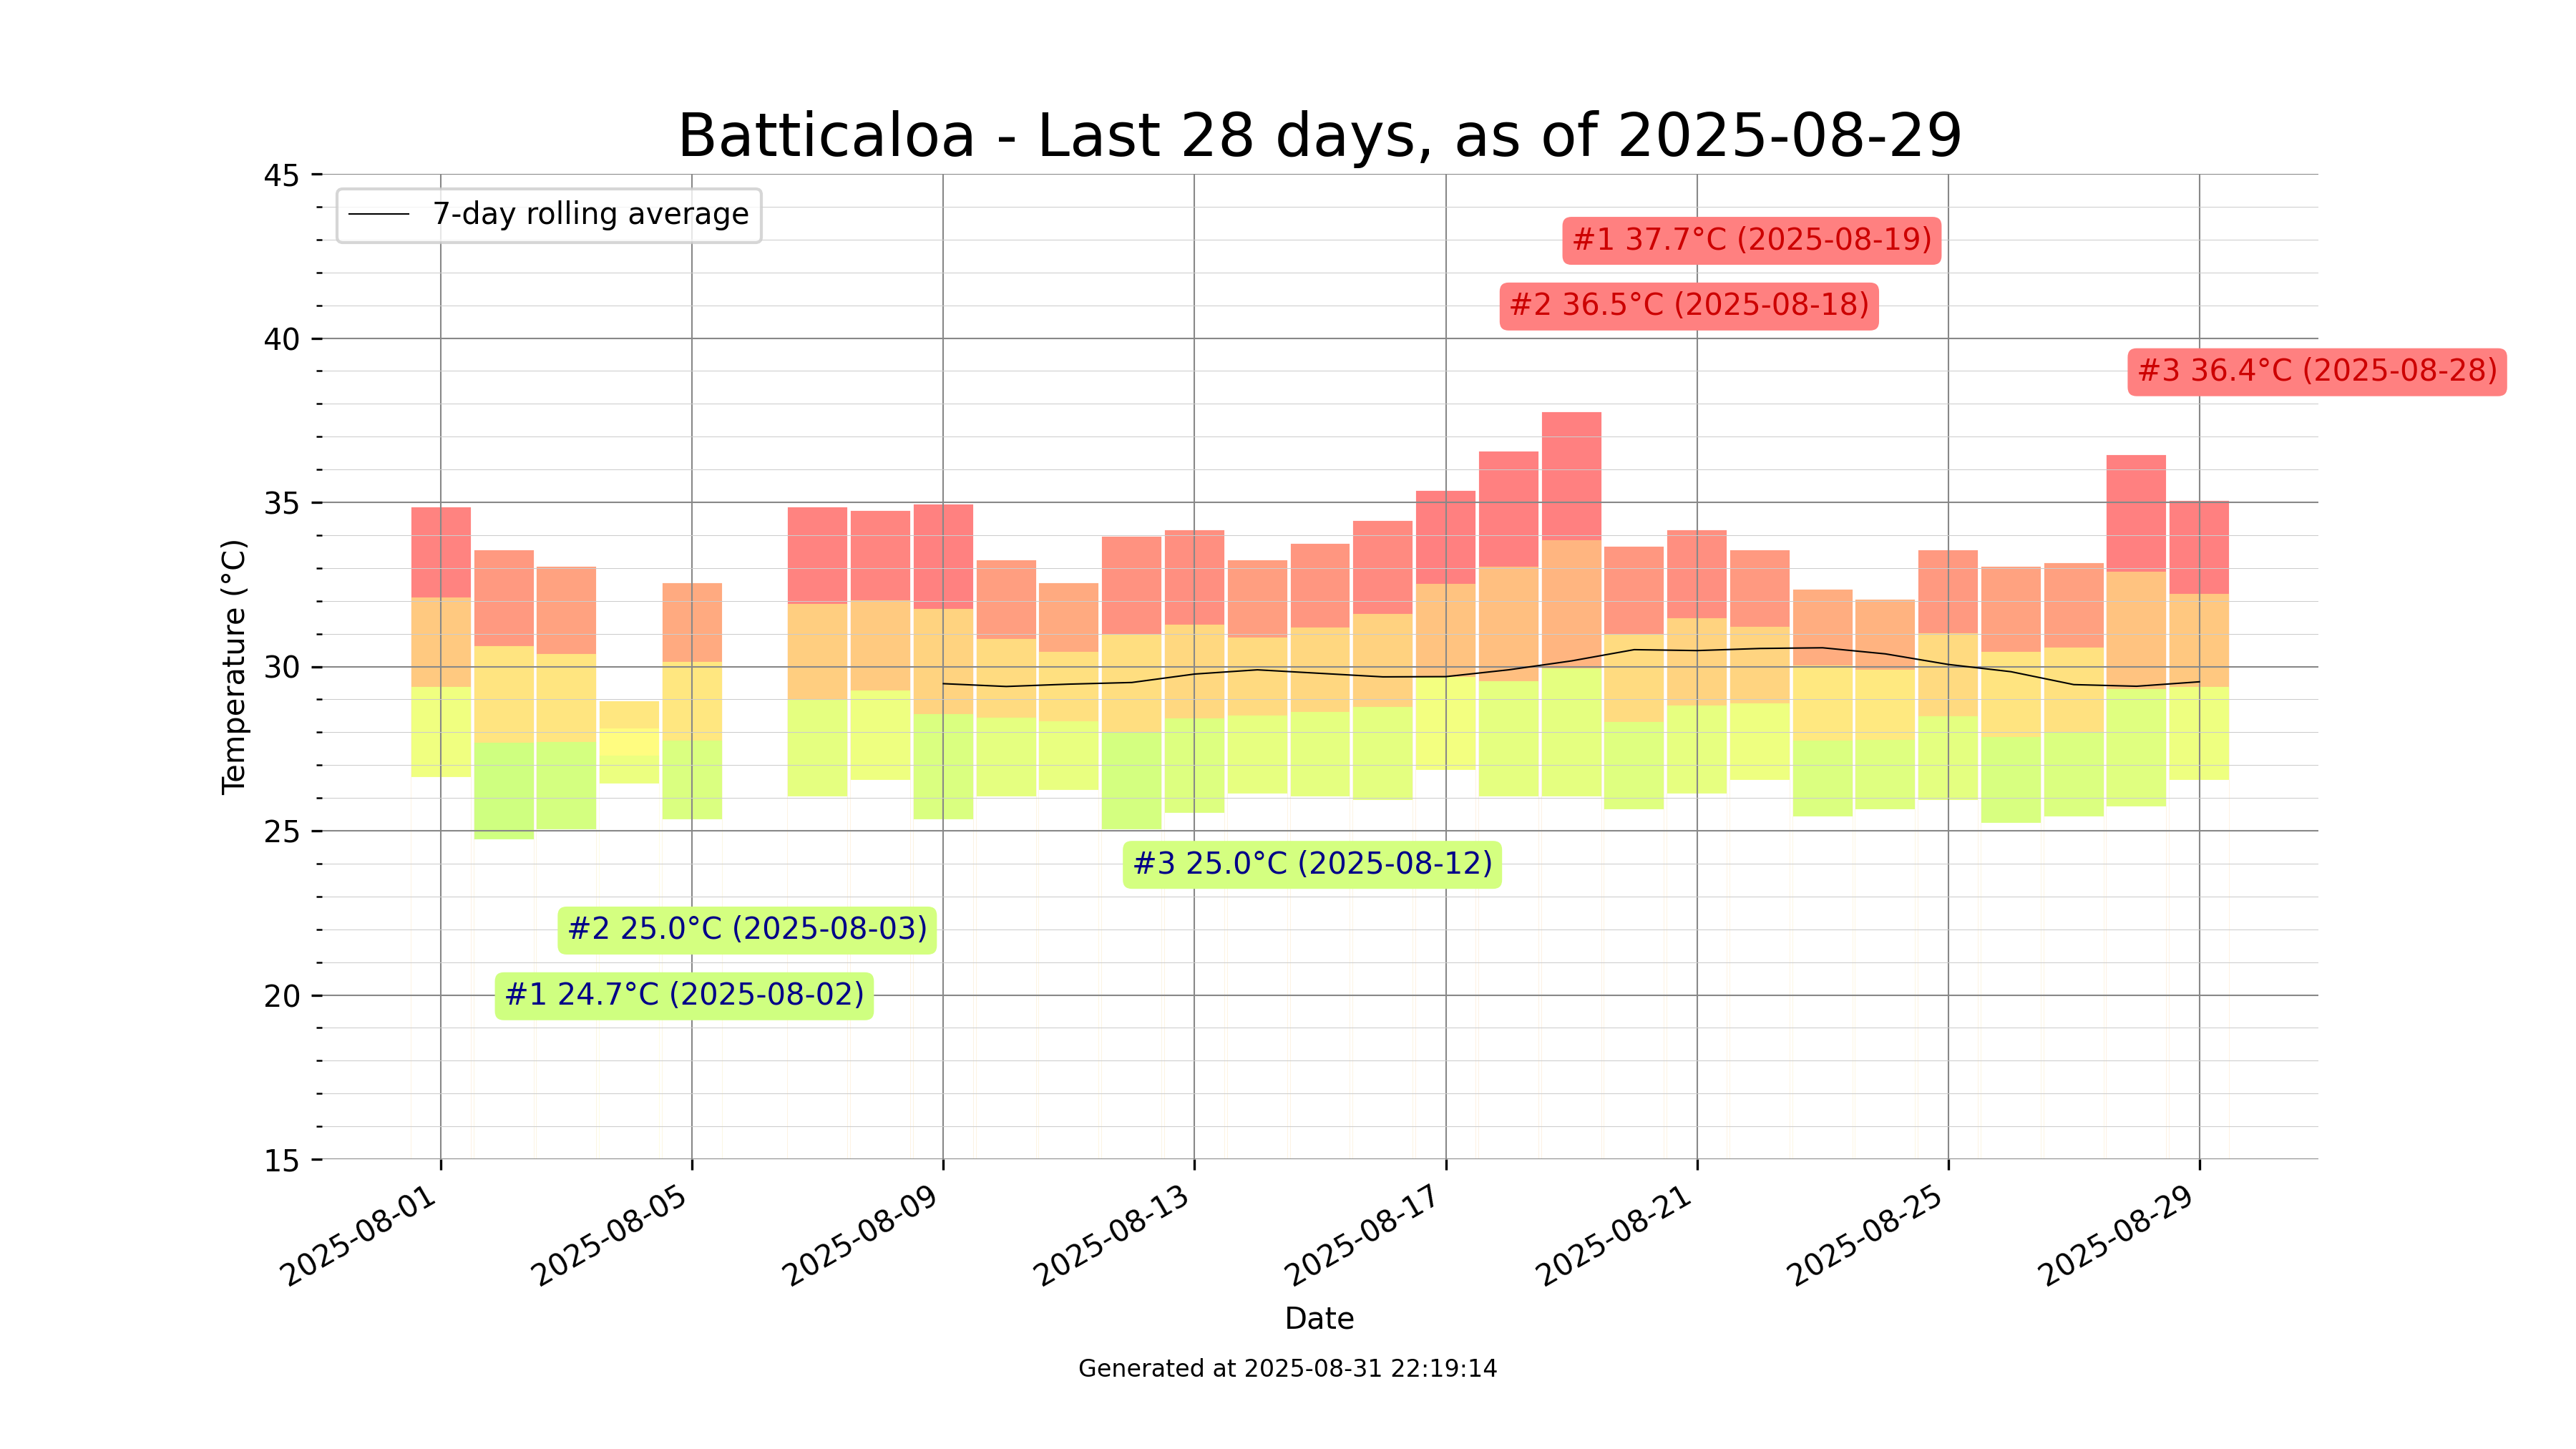 Batticaloa - Last 28 days, as of 2025-08-29
7-day rolling average
#1 37.7°C (2025-08-19)
#2 36.5°C (2025-08-18)
#3 36.4°C (2025-08-28)
#3 25.0°C (2025-08-12)
#2 25.0°C (2025-08-03)
#1 24.7°C (2025-08-02)
Temperature (°C)
45
40
35
30
25
20
15
2025-08-01
2025-08-05
2025-08-09
2025-08-13
2025-08-17
2025-08-21
2025-08-25
2025-08-29
Date
Generated at 2025-08-31 22:19:14